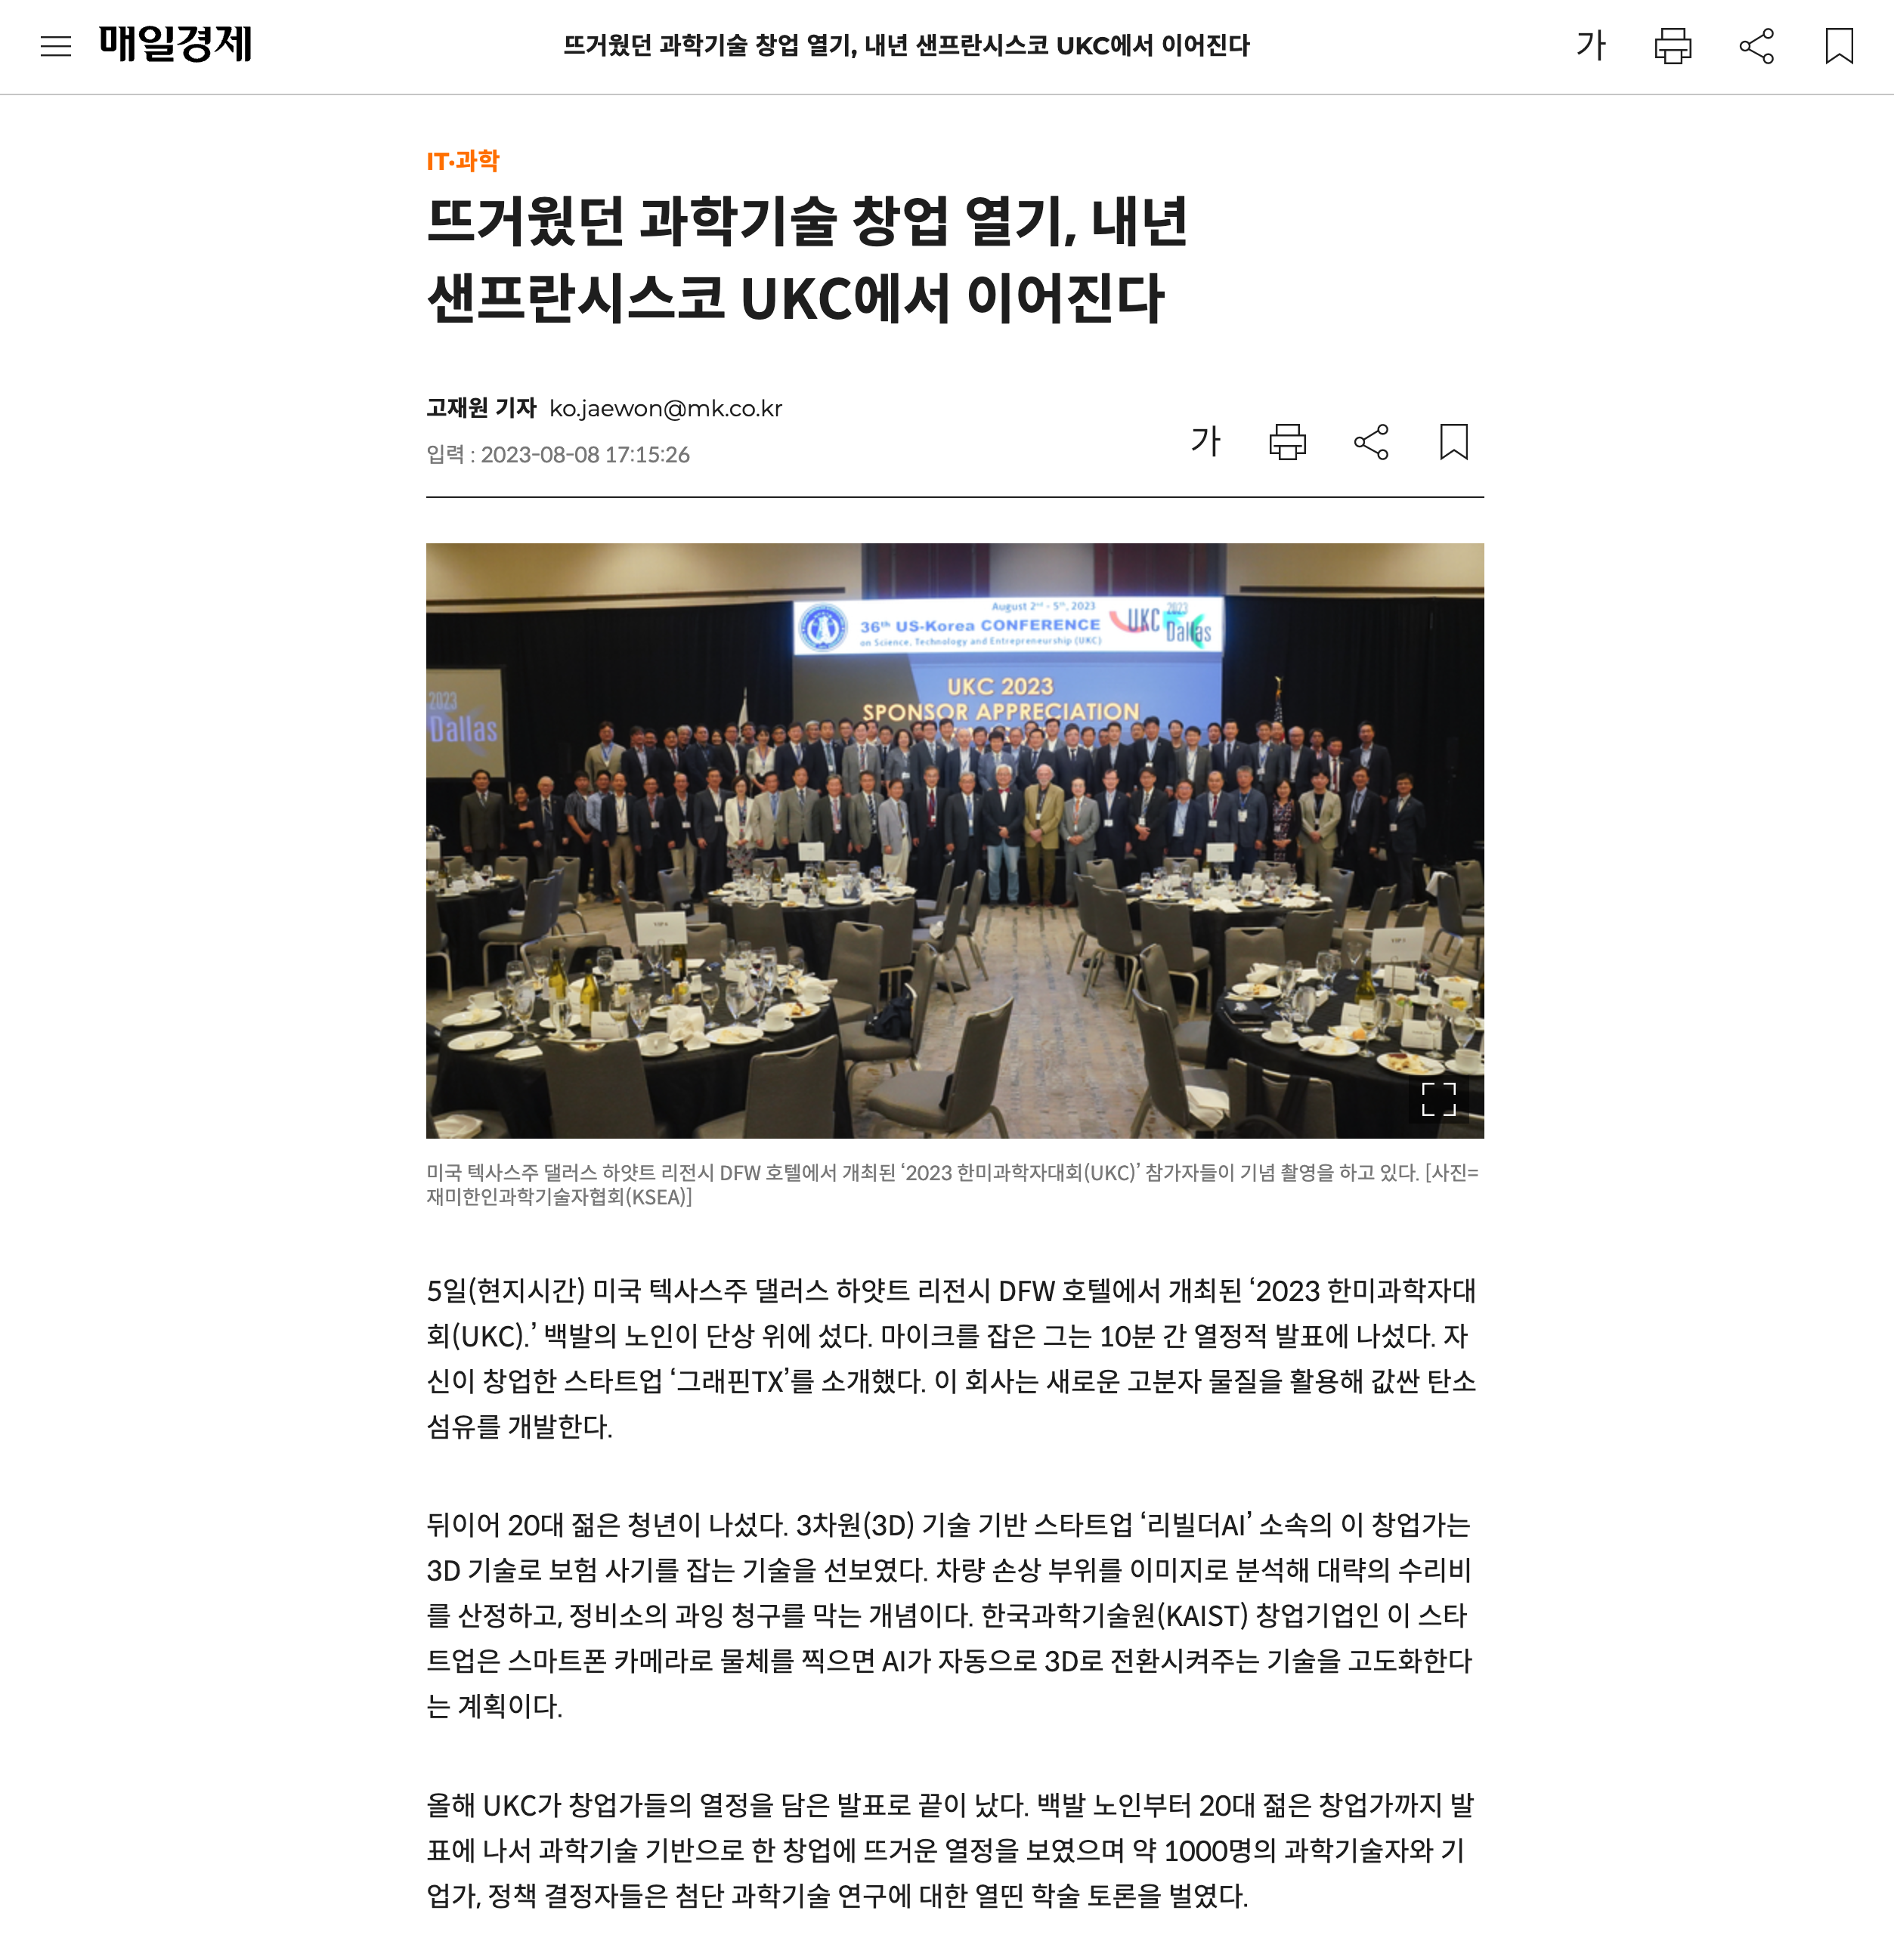 매일경제
뜨거웠던 과학기술 창업 열기, 내년 샌프란시스코 UKC에서 이어진다
가
IT·과학
뜨거웠던 과학기술 창업 열기, 내년
샌프란시스코 UKC에서 이어진다
고재원 기자 ko.jaewon@mk.co.kr
입력 : 2023-08-08 17:15:26
가
August 2nd - 5th, 2023
36th US-Korea CONFERENCE
on Science, Technology and Entrepreneurship (UKC)
UKC 2023 Dallas
UKC 2023
SPONSOR APPRECIATION
2023
Dallas
미국 텍사스주 댈러스 하얏트 리전시 DFW 호텔에서 개최된 ‘2023 한미과학자대회(UKC)’ 참가자들이 기념 촬영을 하고 있다. [사진=
재미한인과학기술자협회(KSEA)]
5일(현지시간) 미국 텍사스주 댈러스 하얏트 리전시 DFW 호텔에서 개최된 ‘2023 한미과학자대
회(UKC).’ 백발의 노인이 단상 위에 섰다. 마이크를 잡은 그는 10분 간 열정적 발표에 나섰다. 자
신이 창업한 스타트업 ‘그래핀TX’를 소개했다. 이 회사는 새로운 고분자 물질을 활용해 값싼 탄소
섬유를 개발한다.
뒤이어 20대 젊은 청년이 나섰다. 3차원(3D) 기술 기반 스타트업 ‘리빌더AI’ 소속의 이 창업가는
3D 기술로 보험 사기를 잡는 기술을 선보였다. 차량 손상 부위를 이미지로 분석해 대략의 수리비
를 산정하고, 정비소의 과잉 청구를 막는 개념이다. 한국과학기술원(KAIST) 창업기업인 이 스타
트업은 스마트폰 카메라로 물체를 찍으면 AI가 자동으로 3D로 전환시켜주는 기술을 고도화한다
는 계획이다.
올해 UKC가 창업가들의 열정을 담은 발표로 끝이 났다. 백발 노인부터 20대 젊은 창업가까지 발
표에 나서 과학기술 기반으로 한 창업에 뜨거운 열정을 보였으며 약 1000명의 과학기술자와 기
업가, 정책 결정자들은 첨단 과학기술 연구에 대한 열띤 학술 토론을 벌였다.